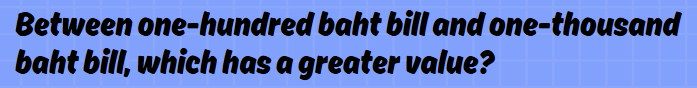 Between one-hundred baht bill and one-thousand
baht bill, which has a greater value?